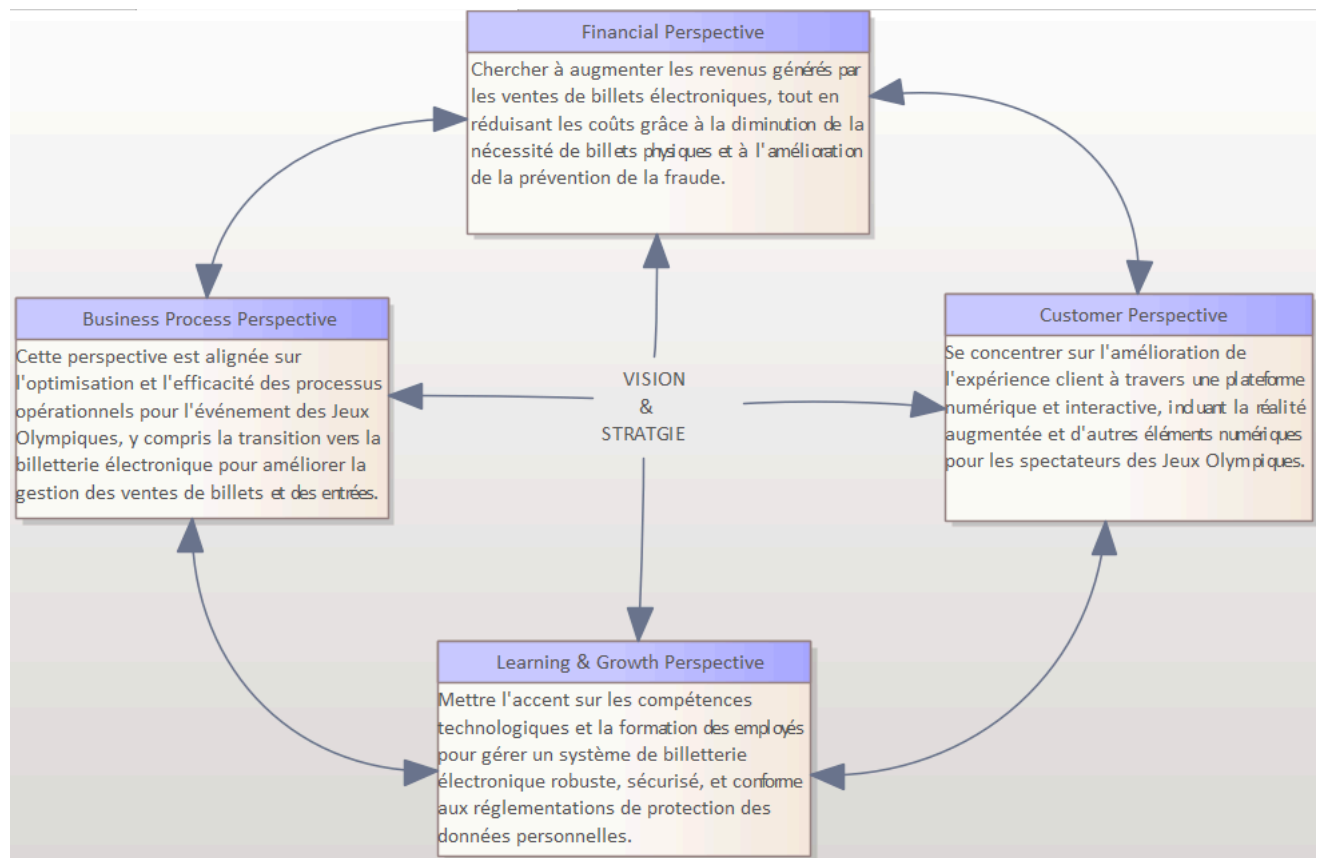 Financial Perspective
Chercher à augmenter les revenus générés par
les ventes de billets électroniques, tout en
réduisant les coûts grâce à la diminution de la
nécessité de billets physiques et à l'amélioration
de la prévention de la fraude.
Business Process Perspective
Cette perspective est alignée sur
l'optimisation et l'efficacité des processus
opérationnels pour l'événement des Jeux
Olympiques, y compris la transition vers la
billetterie électronique pour améliorer la
gestion des ventes de billets et des entrées.
VISION
&
STRATGIE
Customer Perspective
Se concentrer sur l'amélioration de
l'expérience client à travers une plateforme
numérique et interactive, incluant la réalité
augmentée et d'autres éléments numériques
pour les spectateurs des Jeux Olympiques.
Learning & Growth Perspective
Mettre l'accent sur les compétences
technologiques et la formation des employés
pour gérer un système de billetterie
électronique robuste, sécurisé, et conforme
aux réglementations de protection des
données personnelles.